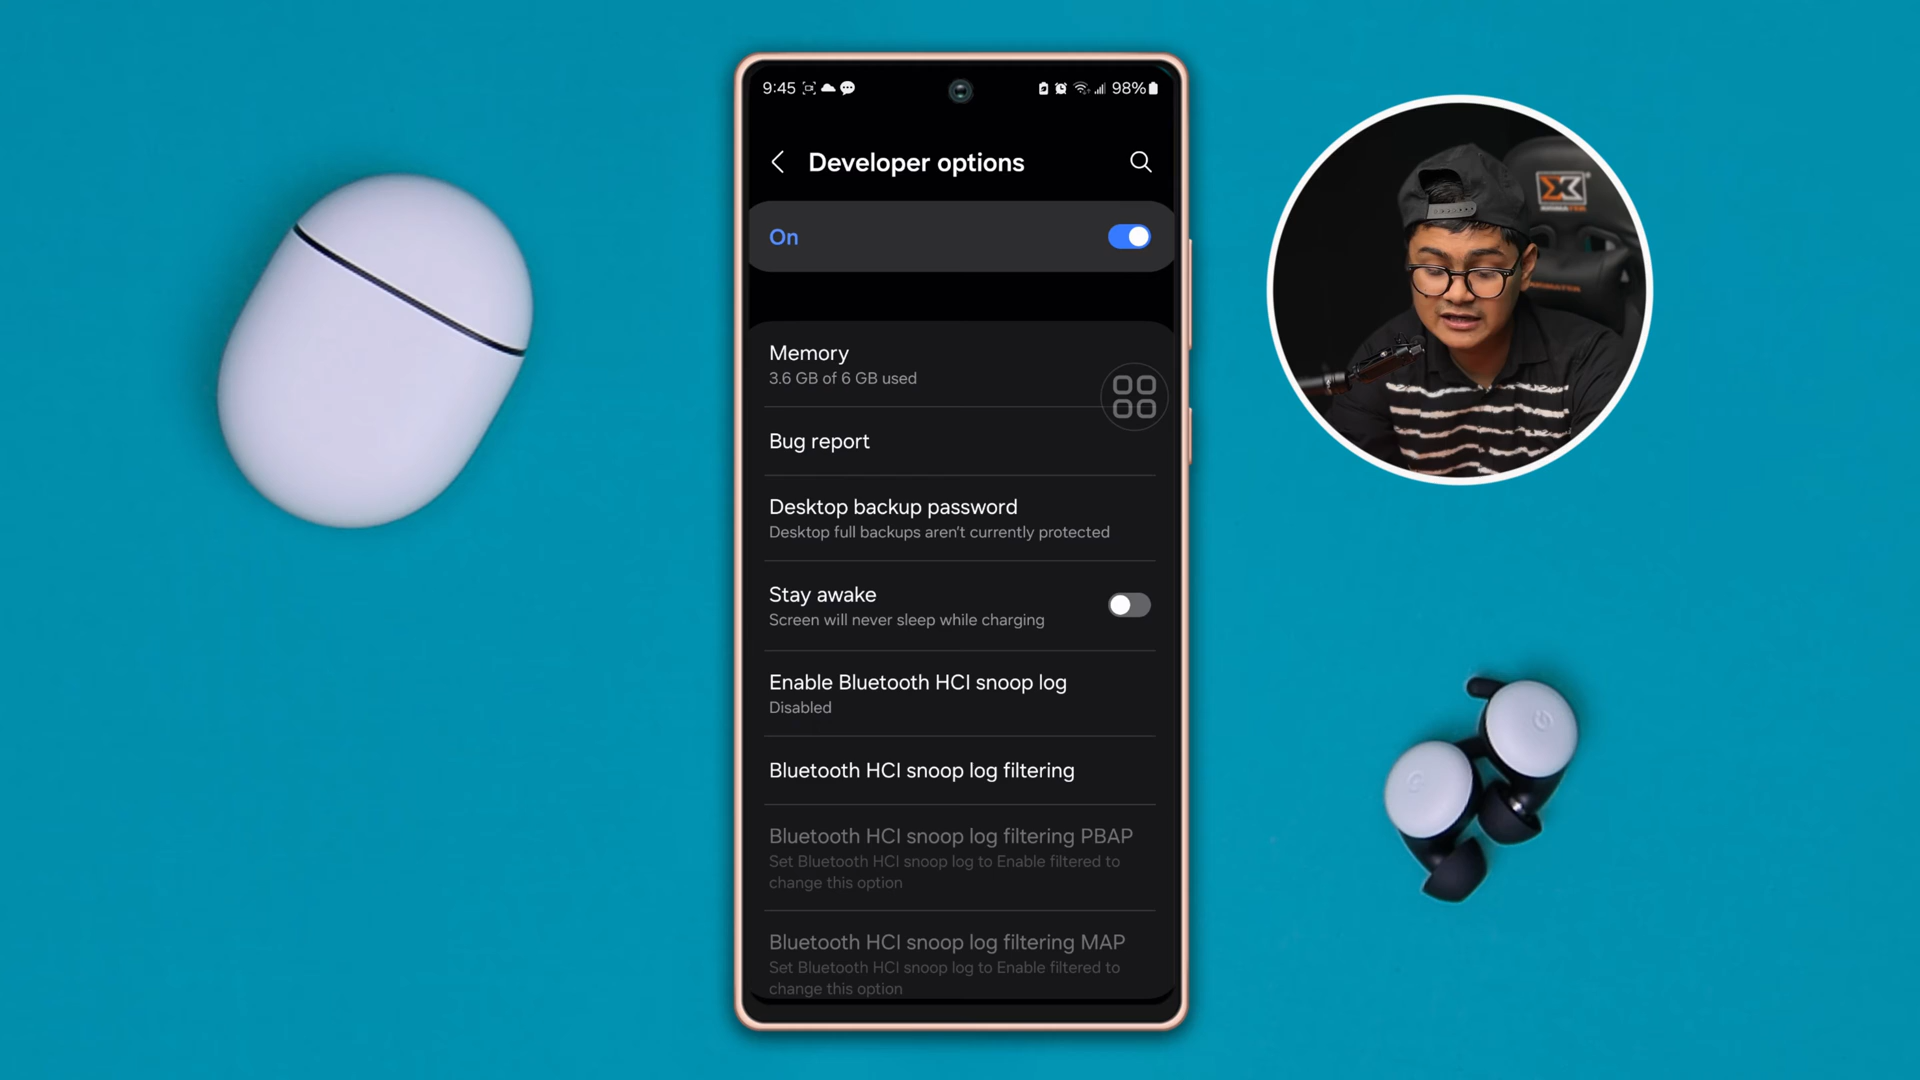 9:45
98%
Developer options
On
Memory
3.6 GB of 6 GB used
Bug report
Desktop backup password
Desktop full backups aren't currently protected
Stay awake
Screen will never sleep while charging
Enable Bluetooth HCI snoop log
Disabled
Bluetooth HCI snoop log filtering
Bluetooth HCI snoop log filtering PBAP
Set Bluetooth HCI snoop log to Enable filtered to
change this option
Bluetooth HCI snoop log filtering MAP
Set Bluetooth HCI snoop log to Enable filtered to
change this option